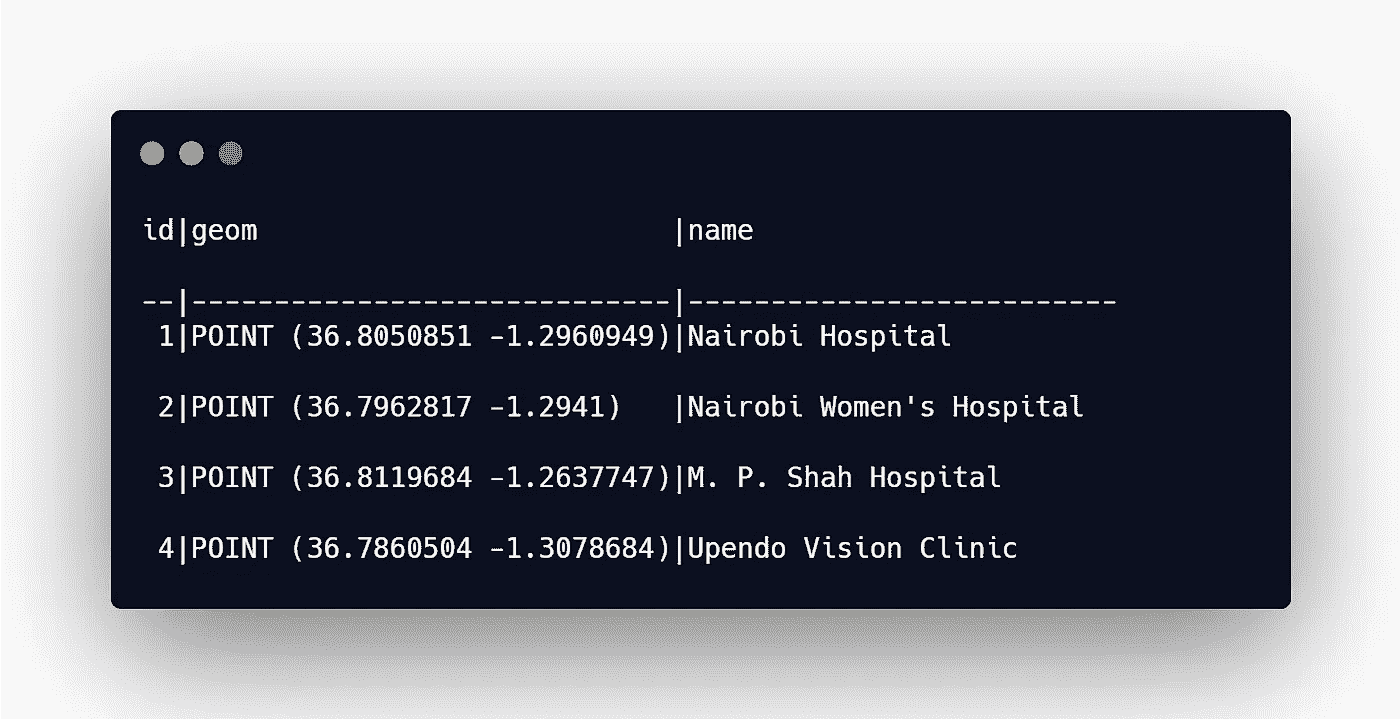 id|geom                         |name
--|-----------------------------|--------------------------
 1|POINT (36.8050851 -1.2960949)|Nairobi Hospital
 2|POINT (36.7962817 -1.2941)   |Nairobi Women's Hospital
 3|POINT (36.8119684 -1.2637747)|M. P. Shah Hospital
 4|POINT (36.7860504 -1.3078684)|Upendo Vision Clinic